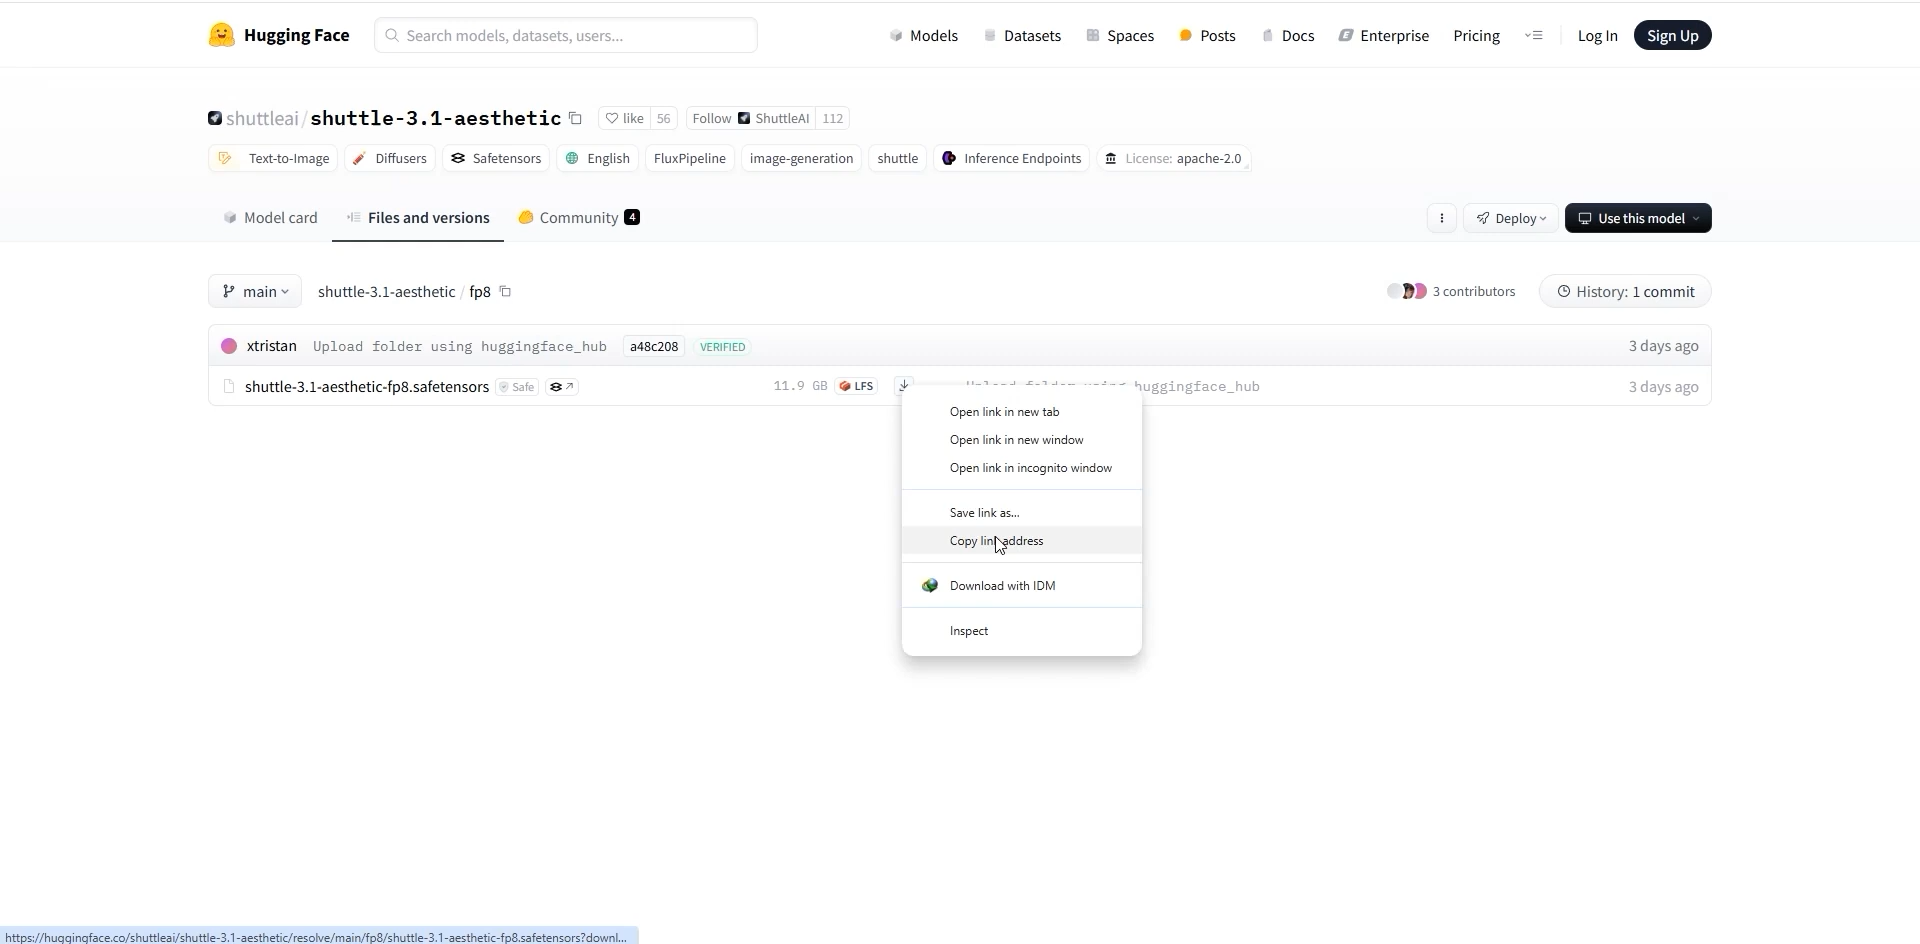 Hugging Face
Search models, datasets, users...
Models
Datasets
Spaces
Posts
Docs
Enterprise
Pricing
Log In
Sign Up
shuttleai/shuttle-3.1-aesthetic
like 56
Follow ShuttleAI 112
Text-to-Image
Diffusers
Safetensors
English
FluxPipeline
image-generation
shuttle
Inference Endpoints
License: apache-2.0
Model card
Files and versions
Community 4
Deploy
Use this model
main
shuttle-3.1-aesthetic / fp8
3 contributors
History: 1 commit
xtristan Upload folder using huggingface_hub a48c208 VERIFIED 3 days ago
shuttle-3.1-aesthetic-fp8.safetensors Safe 11.9 GB LFS Upload folder using huggingface_hub 3 days ago
Open link in new tab
Open link in new window
Open link in incognito window
Save link as...
Copy link address
Download with IDM
Inspect
https://huggingface.co/shuttleai/shuttle-3.1-aesthetic/resolve/main/fp8/shuttle-3.1-aesthetic-fp8.safetensors?downl...